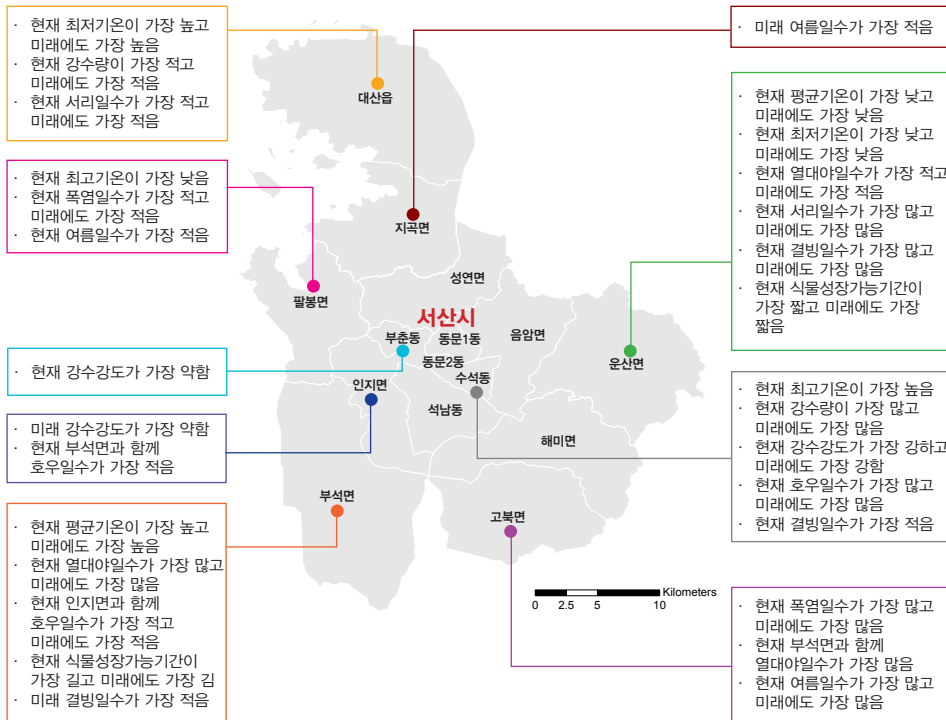 · 현재 최저기온이 가장 높고
미래에도 가장 높음
· 현재 강수량이 가장 적고
미래에도 가장 적음
· 현재 서리일수가 가장 적고
미래에도 가장 적음
· 현재 최고기온이 가장 낮음
· 현재 폭염일수가 가장 적고
미래에도 가장 적음
· 현재 여름일수가 가장 적음
· 현재 강수강도가 가장 약함
· 미래 강수강도가 가장 약함
· 현재 부석면과 함께
호우일수가 가장 적음
· 현재 평균기온이 가장 높고
미래에도 가장 높음
· 현재 열대야일수가 가장 많고
미래에도 가장 많음
· 현재 인지면과 함께
호우일수가 가장 적고
미래에도 가장 적음
· 현재 식물성장가능기간이
가장 길고 미래에도 가장 김
· 미래 결빙일수가 가장 적음
대산읍
지곡면
성연면
팔봉면
서산시
부춘동
동문1동
음암면
동문2동
운산면
인지면
수석동
석남동
해미면
부석면
고북면
Kilometers
0 2.5 5 10
· 미래 여름일수가 가장 적음
· 현재 평균기온이 가장 낮고
미래에도 가장 낮음
· 현재 최저기온이 가장 낮고
미래에도 가장 낮음
· 현재 열대야일수가 가장 적고
미래에도 가장 적음
· 현재 서리일수가 가장 많고
미래에도 가장 많음
· 현재 결빙일수가 가장 많고
미래에도 가장 많음
· 현재 식물성장가능기간이
가장 짧고 미래에도 가장
짧음
· 현재 최고기온이 가장 높음
· 현재 강수량이 가장 많고
미래에도 가장 많음
· 현재 강수강도가 가장 강하고
미래에도 가장 강함
· 현재 호우일수가 가장 많고
미래에도 가장 많음
· 현재 결빙일수가 가장 적음
· 현재 폭염일수가 가장 많고
미래에도 가장 많음
· 현재 부석면과 함께
열대야일수가 가장 많음
· 현재 여름일수가 가장 많고
미래에도 가장 많음